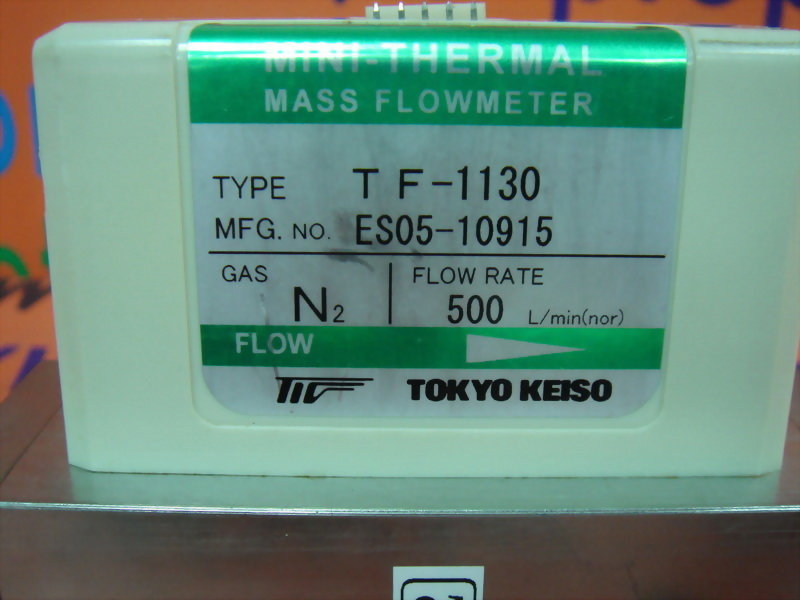 MINI-THERMAL
MASS FLOWMETER
TYPE T F-1130
MFG. NO. ES05-10915
GAS N2
FLOW RATE 500 L/min(nor)
FLOW
TOKYO KEISO